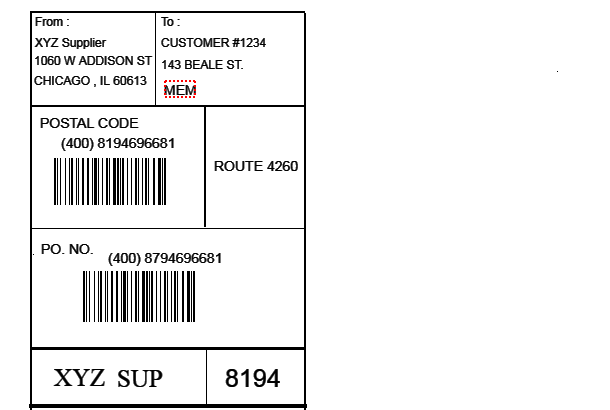 From :
XYZ Supplier
1060 W ADDISON ST
CHICAGO , IL 60613
To :
CUSTOMER #1234
143 BEALE ST.
MEM
POSTAL CODE
(400) 8194696681
ROUTE 4260
PO. NO.
(400) 8794696681
XYZ SUP
8194